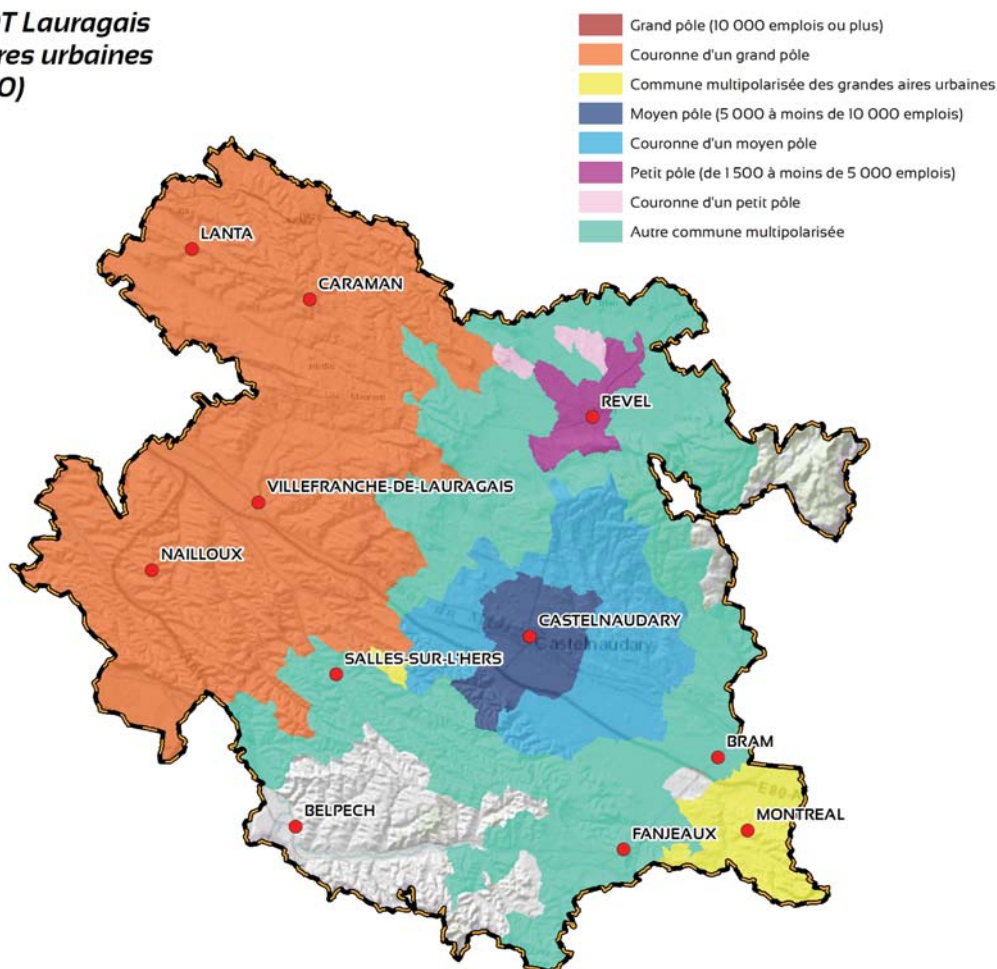 T Lauragais
res urbaines
O)
Grand pôle (10 000 emplois ou plus)
Couronne d'un grand pôle
Commune multipolarisée des grandes aires urbaines
Moyen pôle (5 000 à moins de 10 000 emplois)
Couronne d'un moyen pôle
Petit pôle (de 1 500 à moins de 5 000 emplois)
Couronne d'un petit pôle
Autre commune multipolarisée
LANTA
CARAMAN
REVEL
VILLEFRANCHE-DE-LAURAGAIS
NAILLOUX
CASTELNAUDARY
Castelnaudary
SALLES-SUR-L'HERS
BRAM
BELPECH
MONTREAL
FANJEAUX